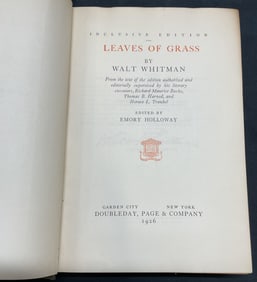 INCLUSIVE EDITION
LEAVES OF GRASS
BY
WALT WHITMAN
From the text of the edition authorized and
editorially supervised by his literary
executors, Richard Maurice Bucke,
Thomas B. Harned, and
Horace L. Traubel
EDITED BY
EMORY HOLLOWAY
GARDEN CITY NEW YORK
DOUBLEDAY, PAGE & COMPANY
1926